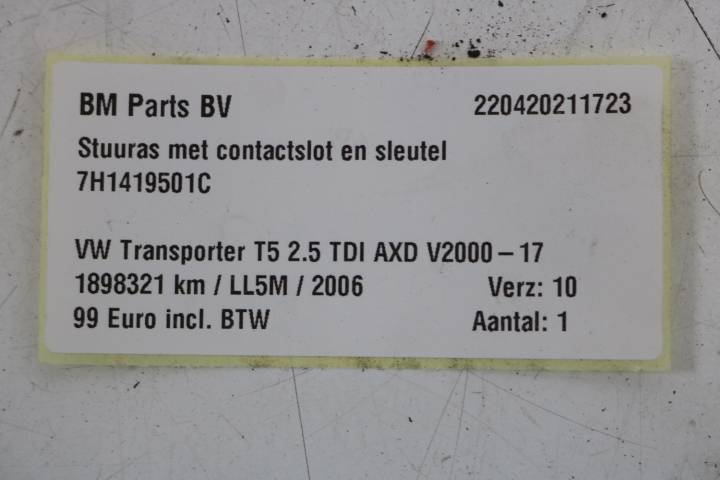 BM Parts BV 220420211723
Stuuras met contactslot en sleutel
7H1419501C
VW Transporter T5 2.5 TDI AXD V2000-17
1898321 km / LL5M / 2006 Verz: 10
99 Euro incl. BTW Aantal: 1